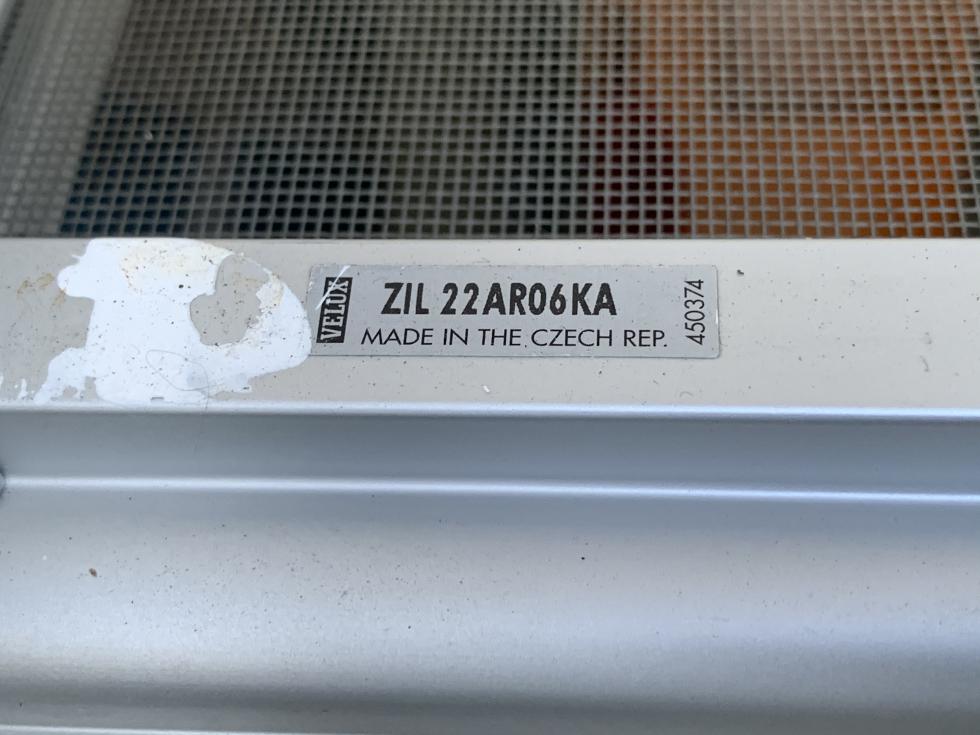 VELUX
ZIL 22AR06KA
MADE IN THE CZECH REP.
450374